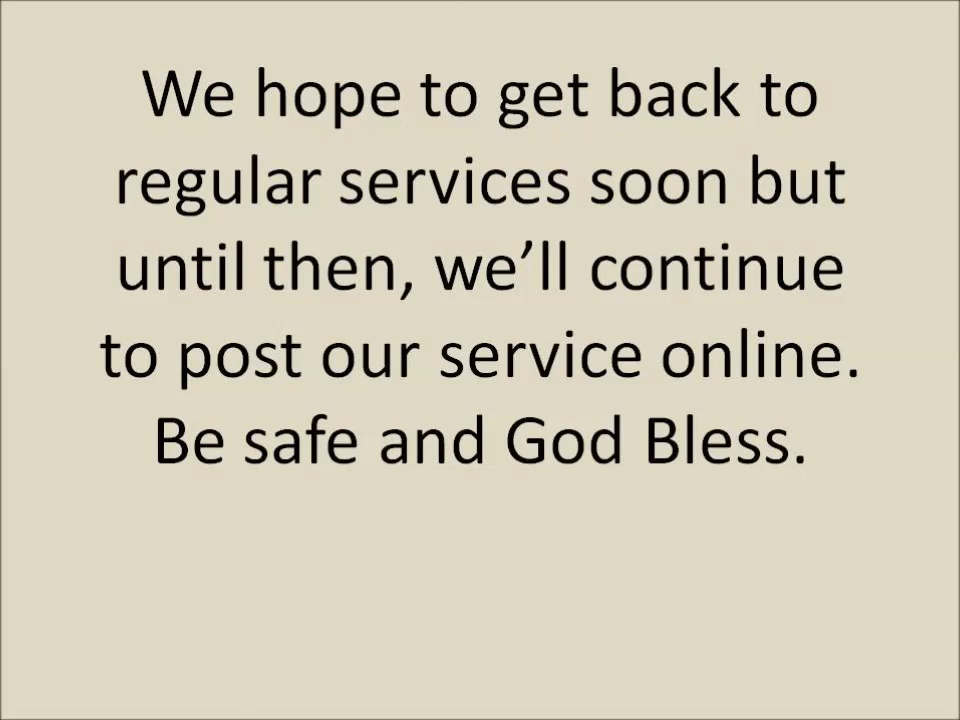 We hope to get back to
regular services soon but
until then, we’ll continue
to post our service online.
Be safe and God Bless.